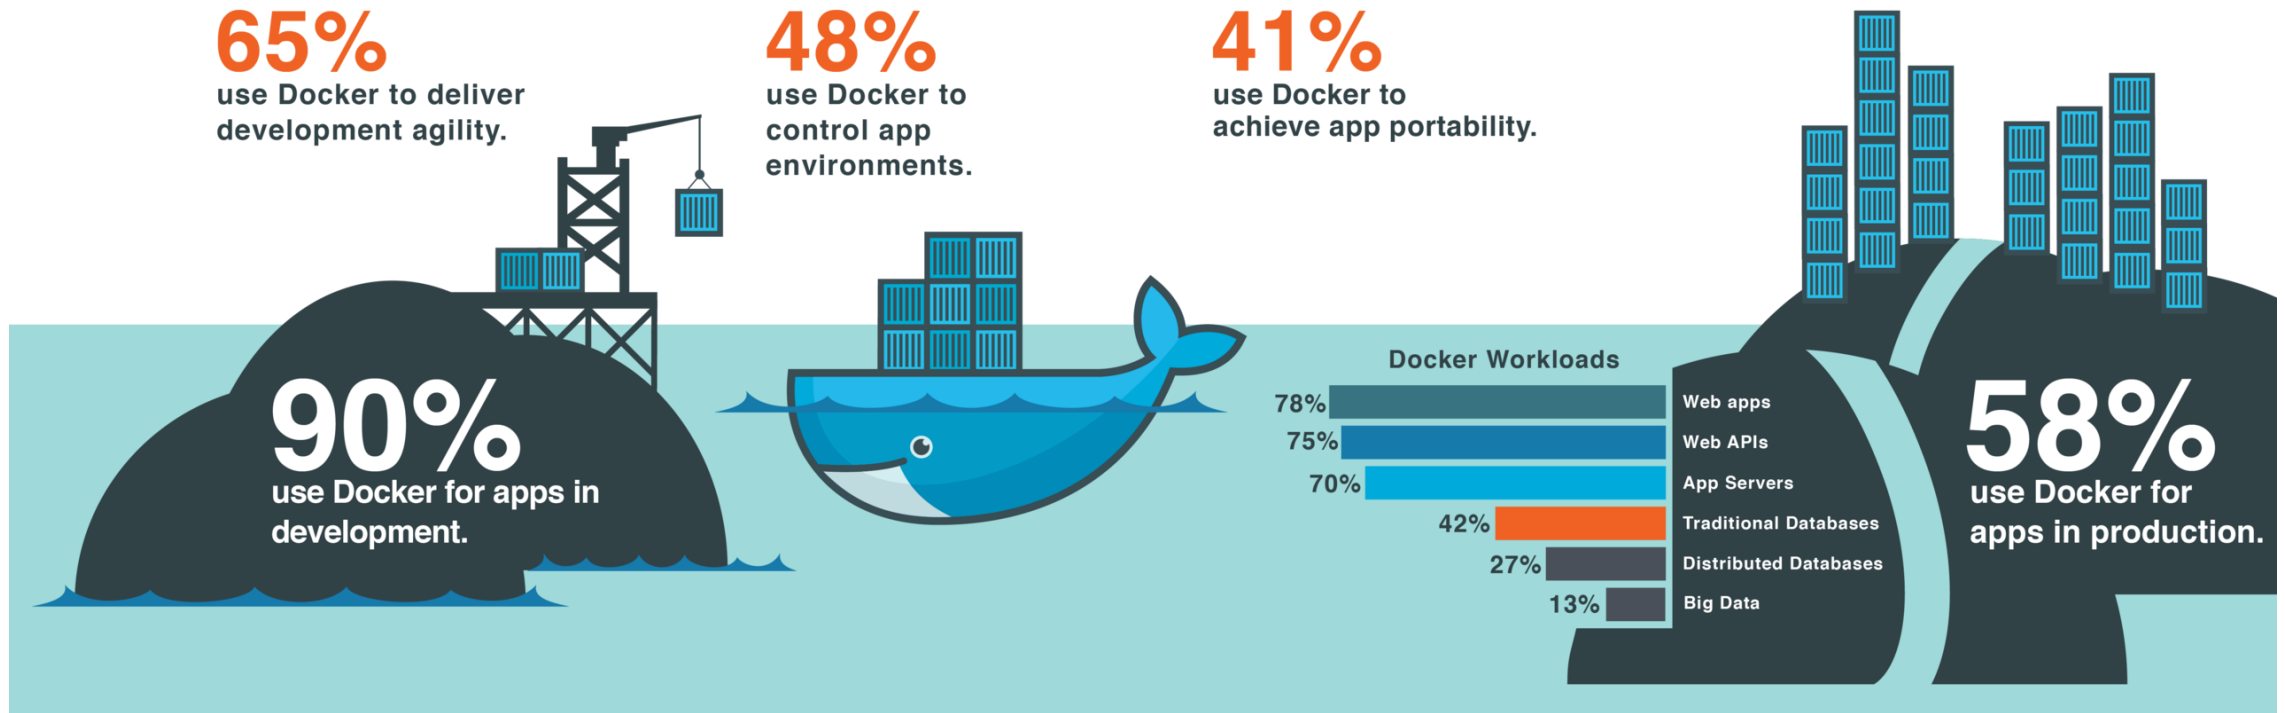 65%
use Docker to deliver
development agility.
48%
use Docker to
control app
environments.
41%
use Docker to
achieve app portability.
90%
use Docker for apps in
development.
Docker Workloads
78% Web apps
75% Web APIs
70% App Servers
42% Traditional Databases
27% Distributed Databases
13% Big Data
58%
use Docker for
apps in production.